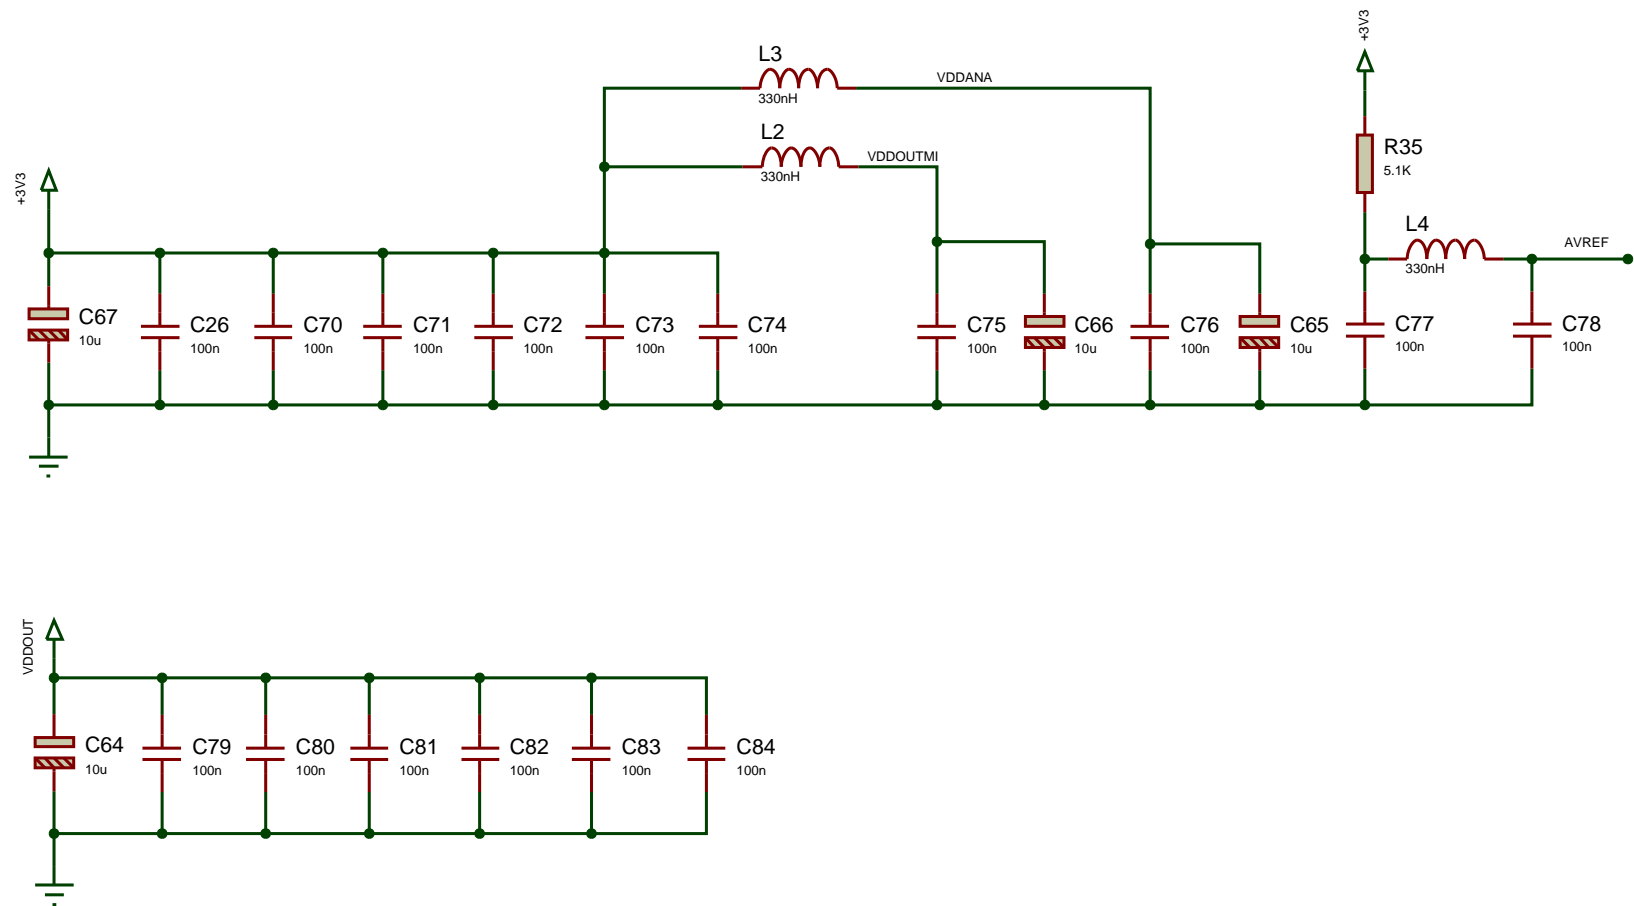 +3V3
L3
VDDANA
330nH
L2
VDDOUTMI
330nH
R35
5.1K
+3V3
L4
AVREF
330nH
C67
10u
C26
100n
C70
100n
C71
100n
C72
100n
C73
100n
C74
100n
C75
100n
C66
10u
C76
100n
C65
10u
C77
100n
C78
100n
VDDOUT
C64
10u
C79
100n
C80
100n
C81
100n
C82
100n
C83
100n
C84
100n